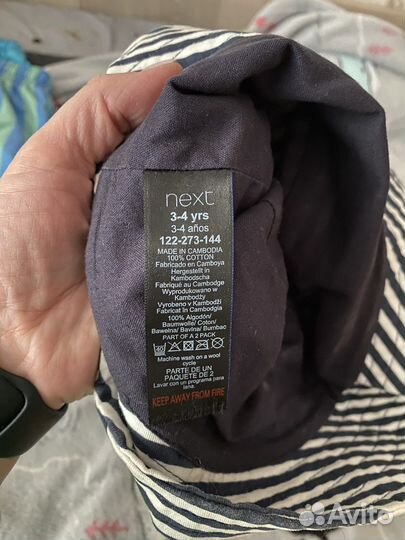 next
3-4 yrs
3-4 años
122-273-144
MADE IN CAMBODIA
100% COTTON
Fabricado en Camboya
Hergestellt in
Kambodscha
Fabriqué au Cambodge
Wyprodukowano w
Kambodży
Vyrobeno v Kambodži
Fabricat în Cambodgia
100% Algodón/
Baumwolle/ Coton/
Bawełna/ Bavlna/ Bumbac
PART OF A 2 PACK
40
Machine wash on a wool
cycle
PARTE DE UN
PAQUETE DE 2
Lavar con un programa para
lana.
KEEP AWAY FROM FIRE
Avito